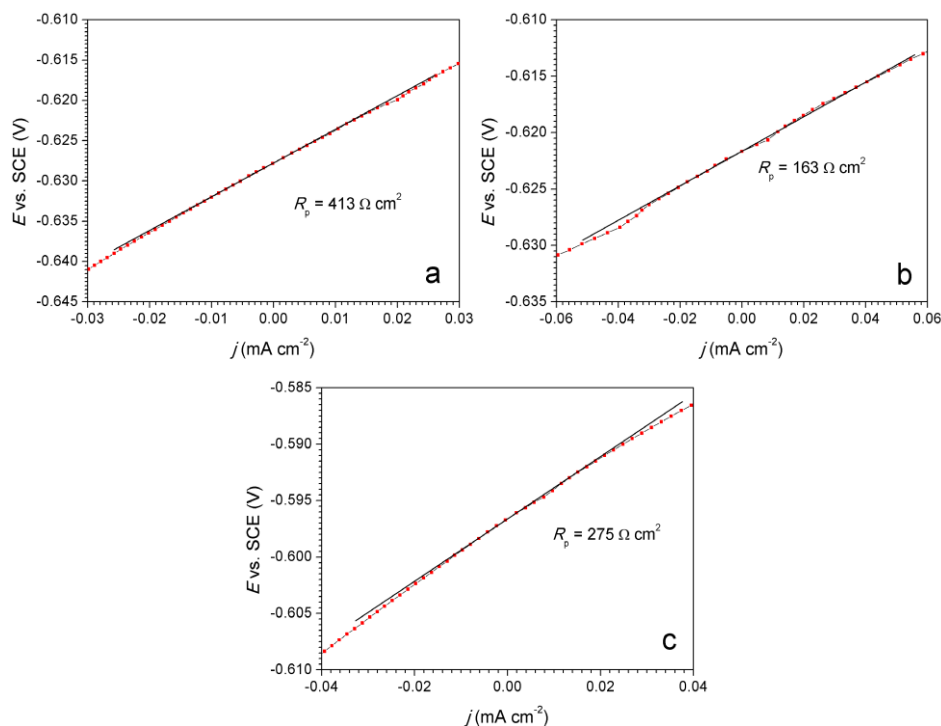 -0.610
-0.615
-0.620
-0.625
-0.630
-0.635
-0.640
-0.645
E vs. SCE (V)
R_p = 413 Ω cm²
a
-0.03 -0.02 -0.01 0.00 0.01 0.02 0.03
j (mA cm⁻²)
-0.610
-0.615
-0.620
-0.625
-0.630
-0.635
E vs. SCE (V)
R_p = 163 Ω cm²
b
-0.06 -0.04 -0.02 0.00 0.02 0.04 0.06
j (mA cm⁻²)
-0.585
-0.590
-0.595
-0.600
-0.605
-0.610
E vs. SCE (V)
R_p = 275 Ω cm²
c
-0.04 -0.02 0.00 0.02 0.04
j (mA cm⁻²)